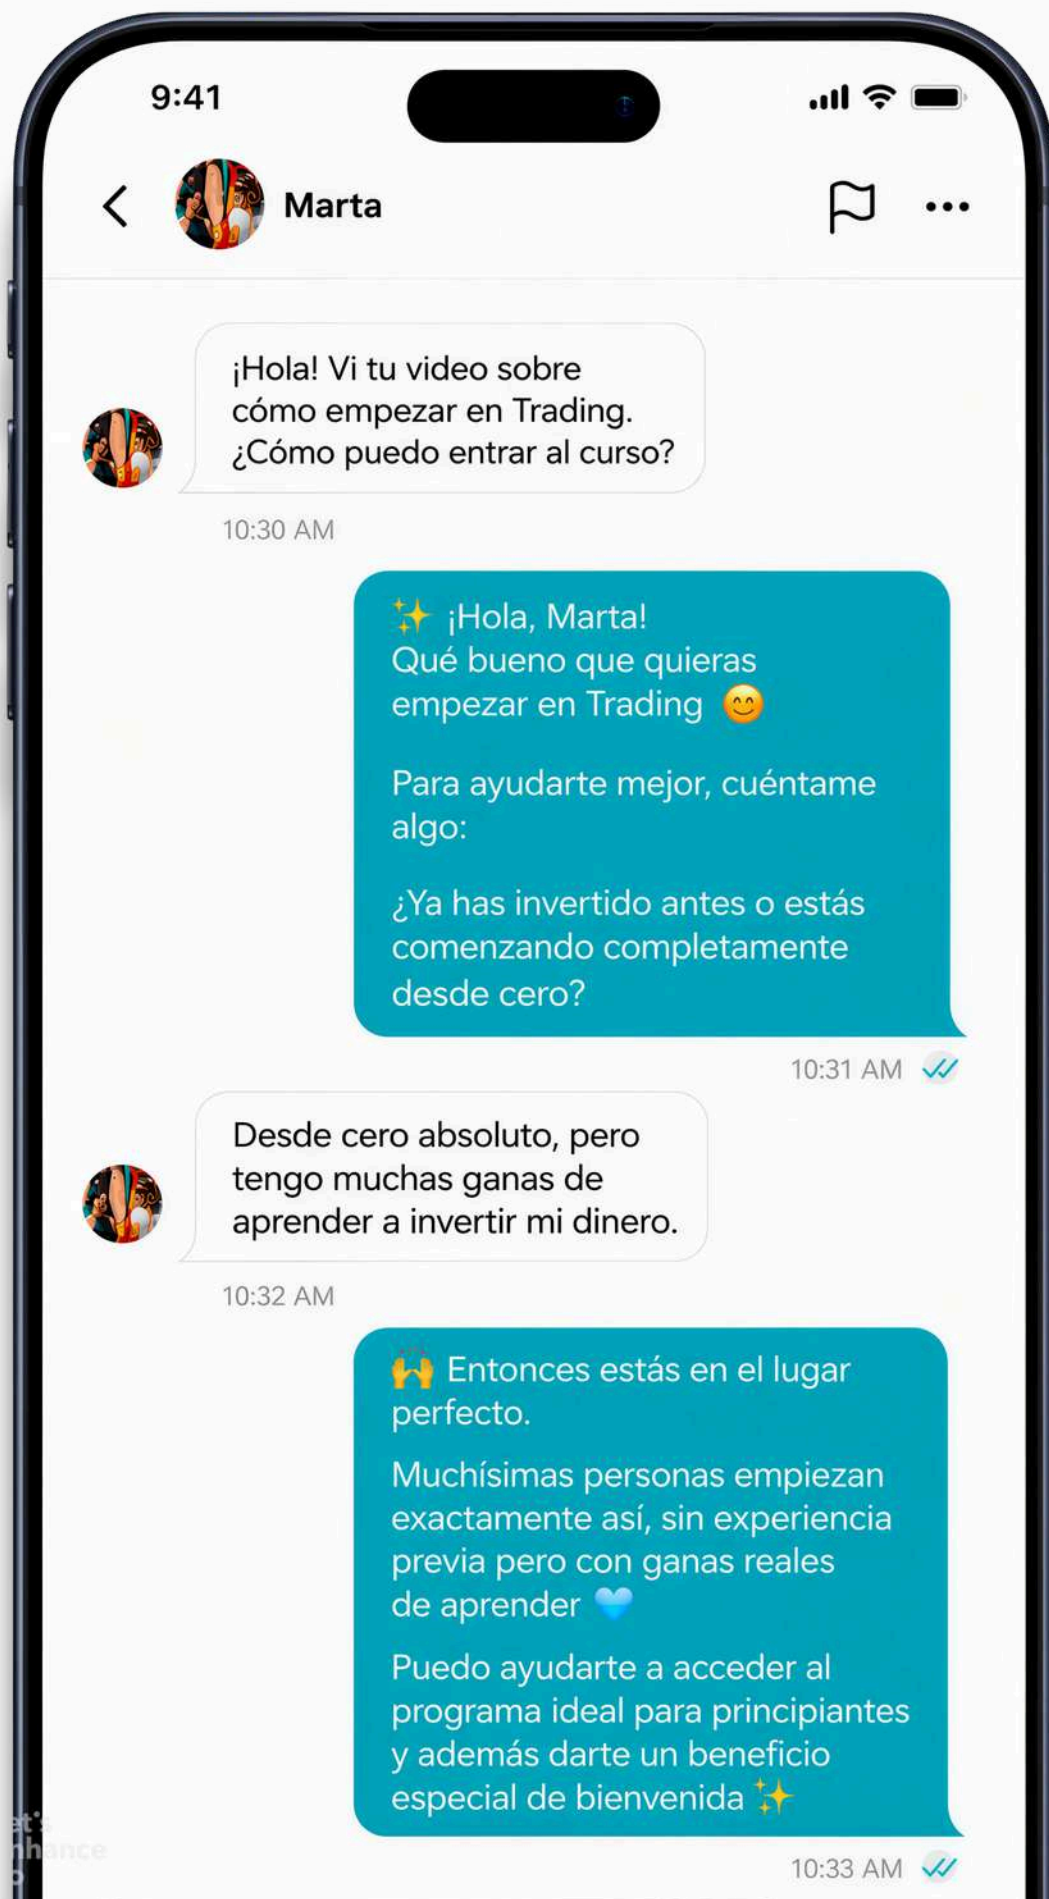 9:41
Marta
¡Hola! Vi tu video sobre
cómo empezar en Trading.
¿Cómo puedo entrar al curso?
10:30 AM
✨ ¡Hola, Marta!
Qué bueno que quieras
empezar en Trading 😊
Para ayudarte mejor, cuéntame
algo:
¿Ya has invertido antes o estás
comenzando completamente
desde cero?
10:31 AM
Desde cero absoluto, pero
tengo muchas ganas de
aprender a invertir mi dinero.
10:32 AM
🙌 Entonces estás en el lugar
perfecto.
Muchísimas personas empiezan
exactamente así, sin experiencia
previa pero con ganas reales
de aprender 🩵
Puedo ayudarte a acceder al
programa ideal para principiantes
y además darte un beneficio
especial de bienvenida ✨
10:33 AM